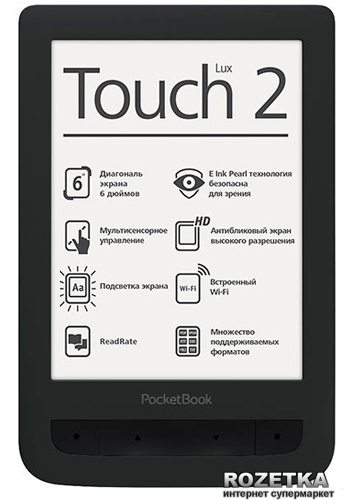 Lux
Touch 2
6"
Диагональ
экрана
6 дюймов
E Ink Pearl технология
безопасна
для зрения
Мультисенсорное
управление
HD
Антибликовый экран
высокого разрешения
Aa
Подсветка экрана
Wi-Fi
Встроенный
Wi-Fi
ReadRate
Множество
поддерживаемых
форматов
PocketBook
ROZETKA
интернет супермаркет